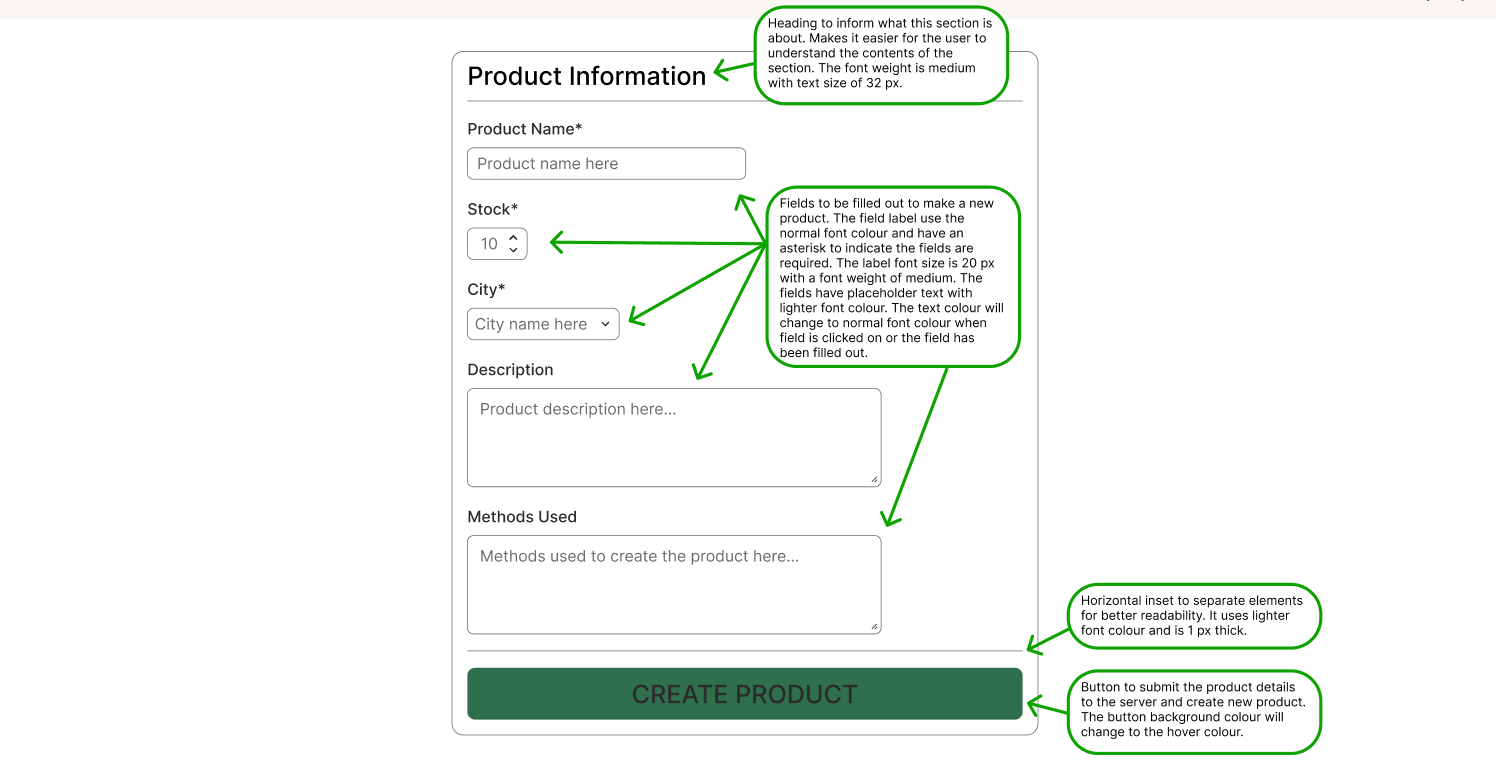 Heading to inform what this section is
about. Makes it easier for the user to
understand the contents of the
section. The font weight is medium
with text size of 32 px.
Product Information
Product Name*
Product name here
Stock*
10
City*
City name here
Fields to be filled out to make a new
product. The field label use the
normal font colour and have an
asterisk to indicate the fields are
required. The label font size is 20 px
with a font weight of medium. The
fields have placeholder text with
lighter font colour. The text colour will
change to normal font colour when
field is clicked on or the field has
been filled out.
Description
Product description here...
Methods Used
Methods used to create the product here...
Horizontal inset to separate elements
for better readability. It uses lighter
font colour and is 1 px thick.
CREATE PRODUCT
Button to submit the product details
to the server and create new product.
The button background colour will
change to the hover colour.